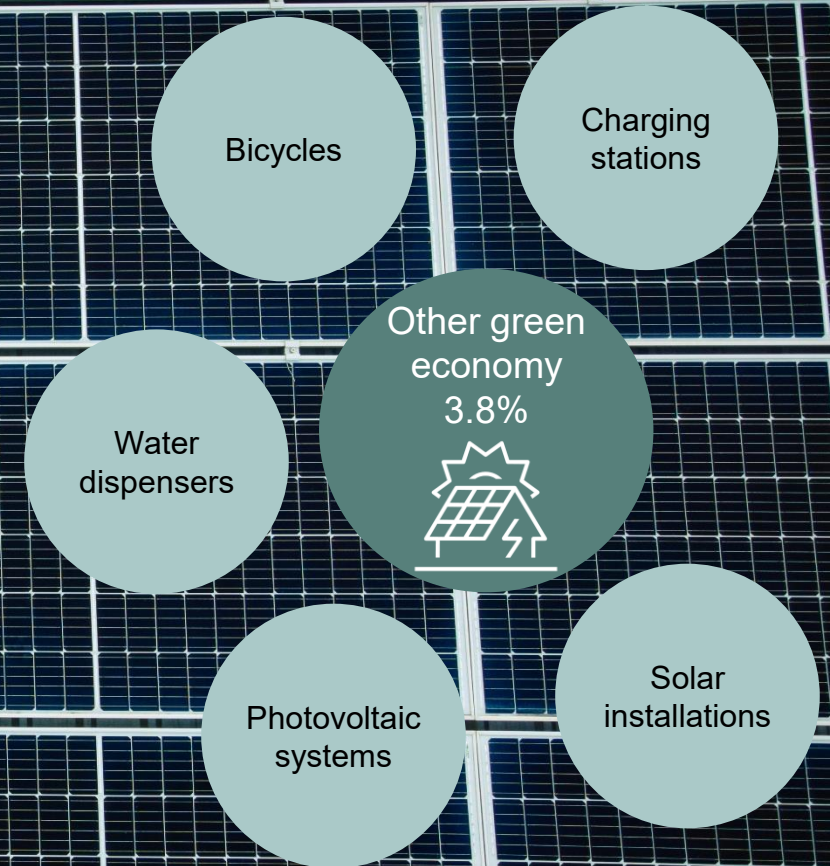 Bicycles
Charging
stations
Other green
economy
3.8%
Water
dispensers
Solar
installations
Photovoltaic
systems